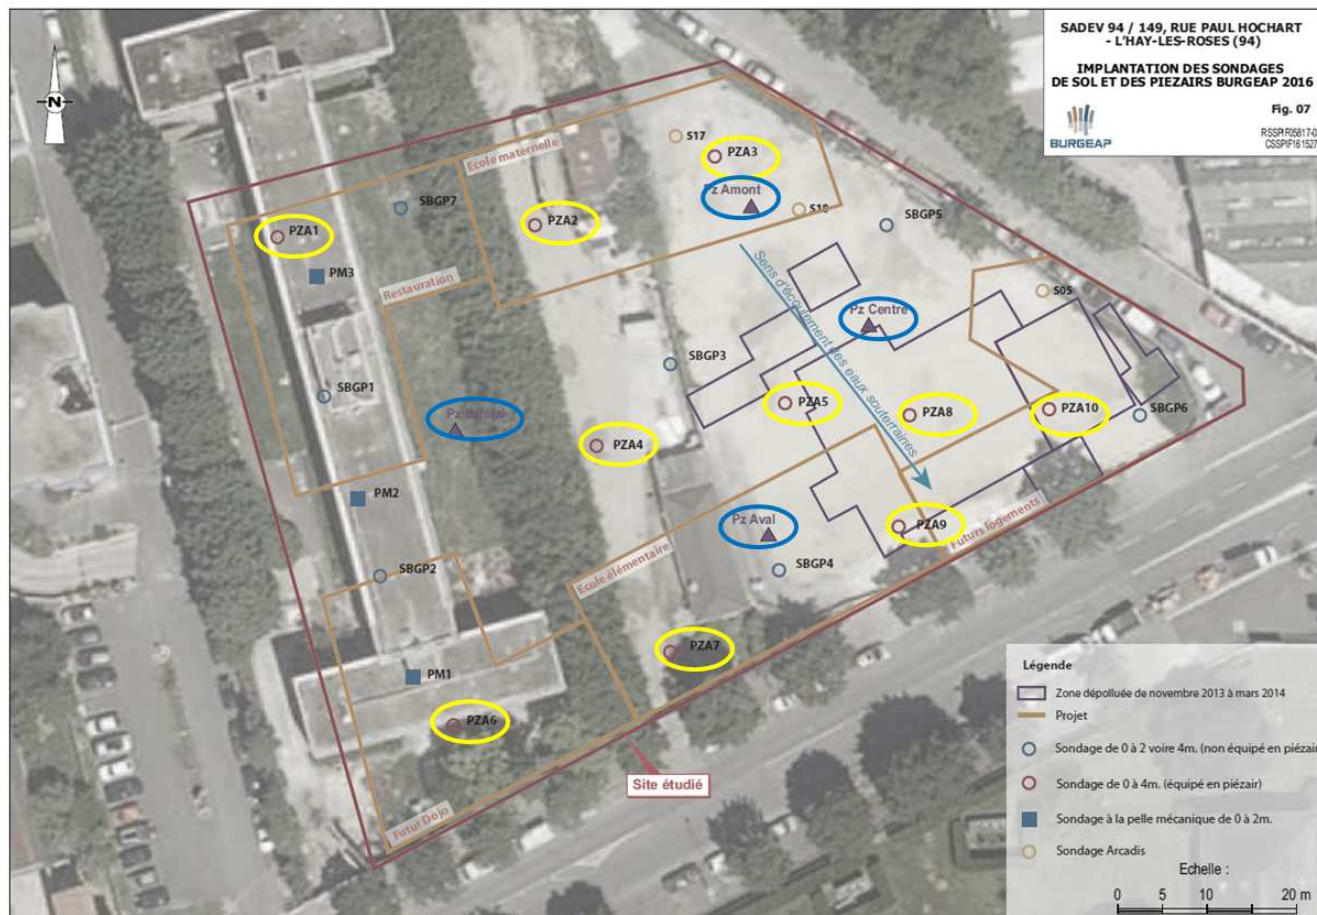 SADEV 94 / 149, RUE PAUL HOCHART
- L'HAY-LES-ROSES (94)
IMPLANTATION DES SONDAGES
DE SOL ET DES PIEZAIRS BURGEAP 2016
Fig. 07
BURGEAP
N
S17
PZA3
Ecole maternelle
Pz Amont
SBGP7
PZA2
SBGP5
PZA1
PM3
Restauration
Sens d'écoulement des eaux souterraines
S05
Pz Centre
SBGP3
SBGP1
PZA5
PZA8
PZA10
SBGP6
Pz
PZA4
PM2
Pz Aval
PZA9
Futurs logements
SBGP2
Ecole élémentaire
SBGP4
PZA7
PM1
PZA6
Site étudié
Futur Dojo
Légende
Zone dépolluée de novembre 2013 à mars 2014
Projet
Sondage de 0 à 2 voire 4m. (non équipé en piézair
Sondage de 0 à 4m. (équipé en piézair)
Sondage à la pelle mécanique de 0 à 2m.
Sondage Arcadis
Echelle :
0 5 10 20 m